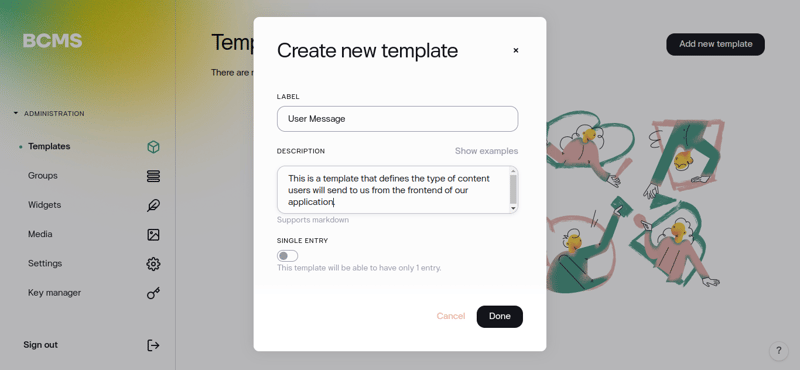 BCMS
ADMINISTRATION
Templates
Groups
Widgets
Media
Settings
Key manager
Sign out
There are
Add new template
Create new template
×
LABEL
User Message
DESCRIPTION
Show examples
This is a template that defines the type of content
users will send to us from the frontend of our
application
Supports markdown
SINGLE ENTRY
This template will be able to have only 1 entry.
Cancel
Done
?